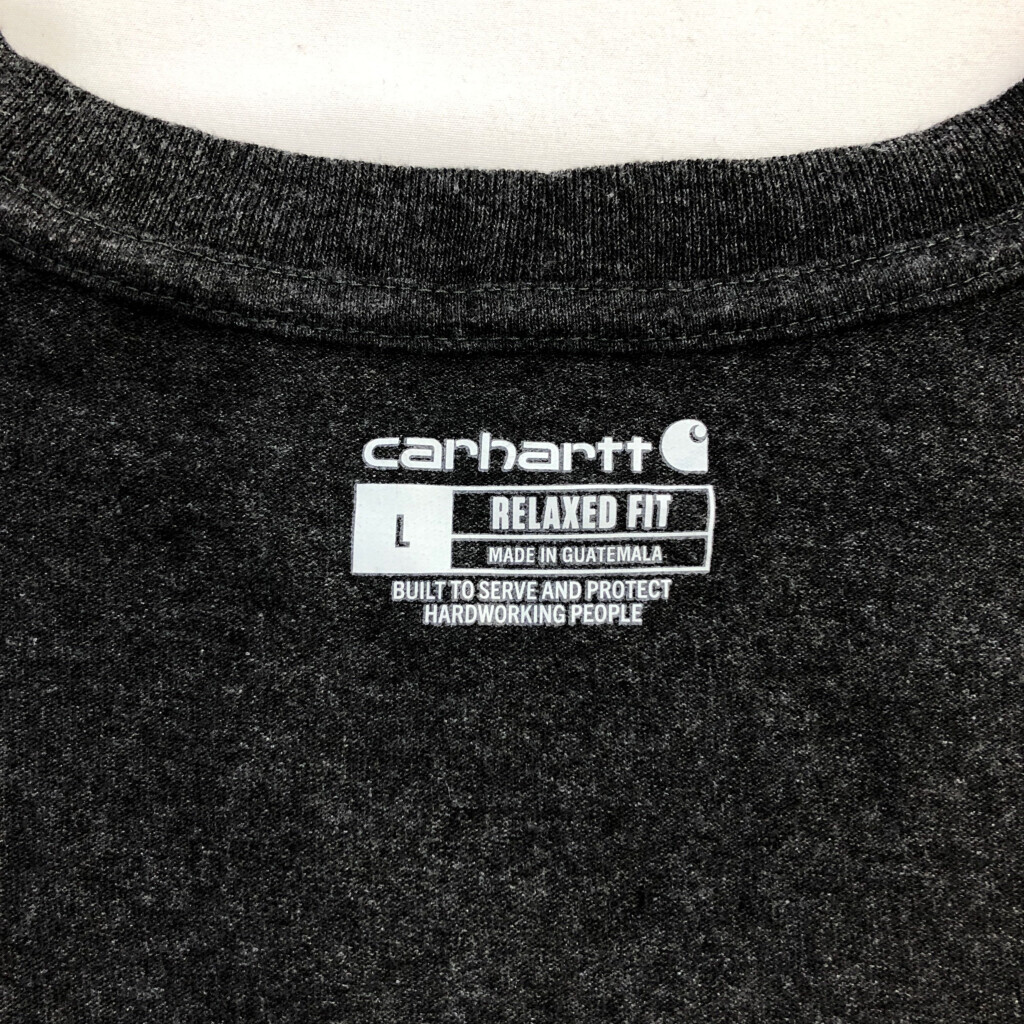 carhartt
L
RELAXED FIT
MADE IN GUATEMALA
BUILT TO SERVE AND PROTECT
HARDWORKING PEOPLE